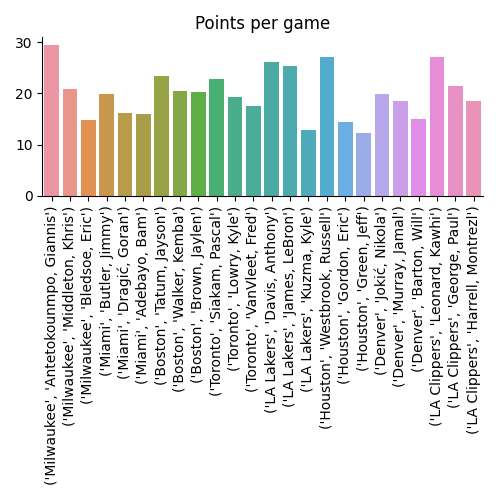 Points per game
30
20
10
0
('Milwaukee', 'Antetokounmpo, Giannis')
('Milwaukee', 'Middleton, Khris')
('Milwaukee', 'Bledsoe, Eric')
('Miami', 'Butler, Jimmy')
('Miami', 'Dragić, Goran')
('Miami', 'Adebayo, Bam')
('Boston', 'Tatum, Jayson')
('Boston', 'Walker, Kemba')
('Boston', 'Brown, Jaylen')
('Toronto', 'Siakam, Pascal')
('Toronto', 'Lowry, Kyle')
('Toronto', 'VanVleet, Fred')
('LA Lakers', 'Davis, Anthony')
('LA Lakers', 'James, LeBron')
('LA Lakers', 'Kuzma, Kyle')
('Houston', 'Westbrook, Russell')
('Houston', 'Gordon, Eric')
('Houston', 'Green, Jeff')
('Denver', 'Jokić, Nikola')
('Denver', 'Murray, Jamal')
('Denver', 'Barton, Will')
('LA Clippers', 'Leonard, Kawhi')
('LA Clippers', 'George, Paul')
('LA Clippers', 'Harrell, Montrezl')